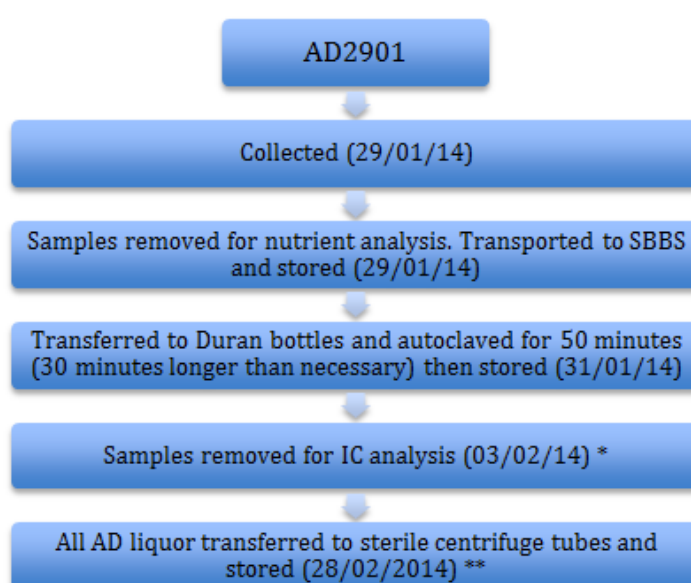 AD2901
Collected (29/01/14)
Samples removed for nutrient analysis. Transported to SBBS
and stored (29/01/14)
Transferred to Duran bottles and autoclaved for 50 minutes
(30 minutes longer than necessary) then stored (31/01/14)
Samples removed for IC analysis (03/02/14) *
All AD liquor transferred to sterile centrifuge tubes and
stored (28/02/2014) **